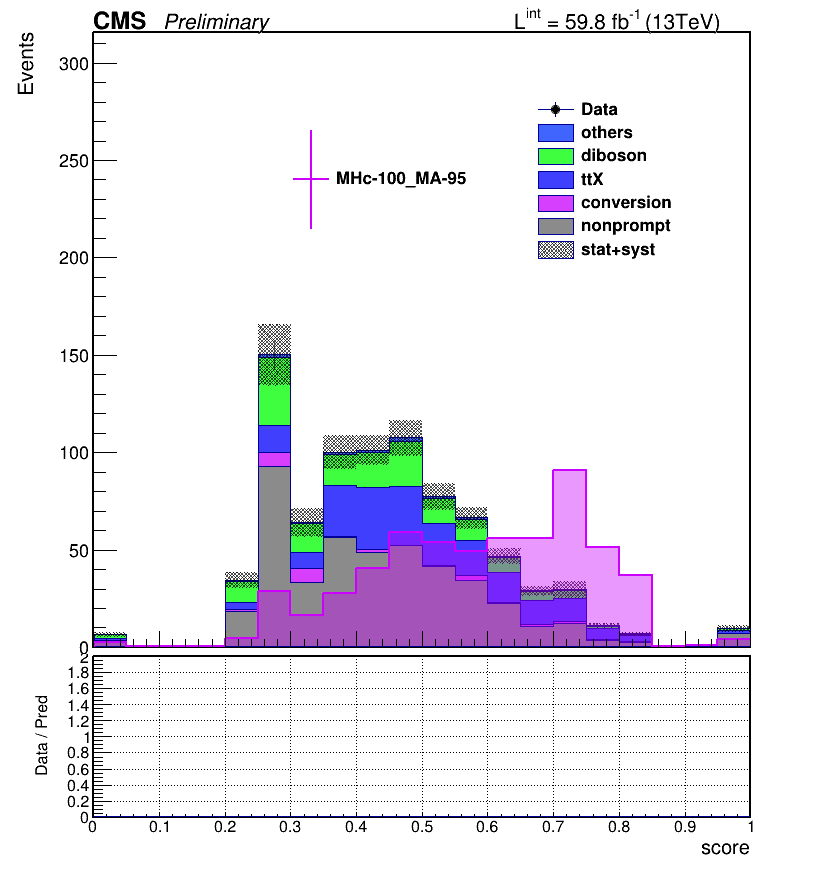 CMS Preliminary L^int = 59.8 fb^-1 (13TeV)
Events
300
250
200
150
100
50
0
Data
others
diboson
ttX
conversion
nonprompt
stat+syst
MHc-100_MA-95
Data / Pred
2
1.8
1.6
1.4
1.2
1
0.8
0.6
0.4
0.2
0
0 0.1 0.2 0.3 0.4 0.5 0.6 0.7 0.8 0.9 1
score